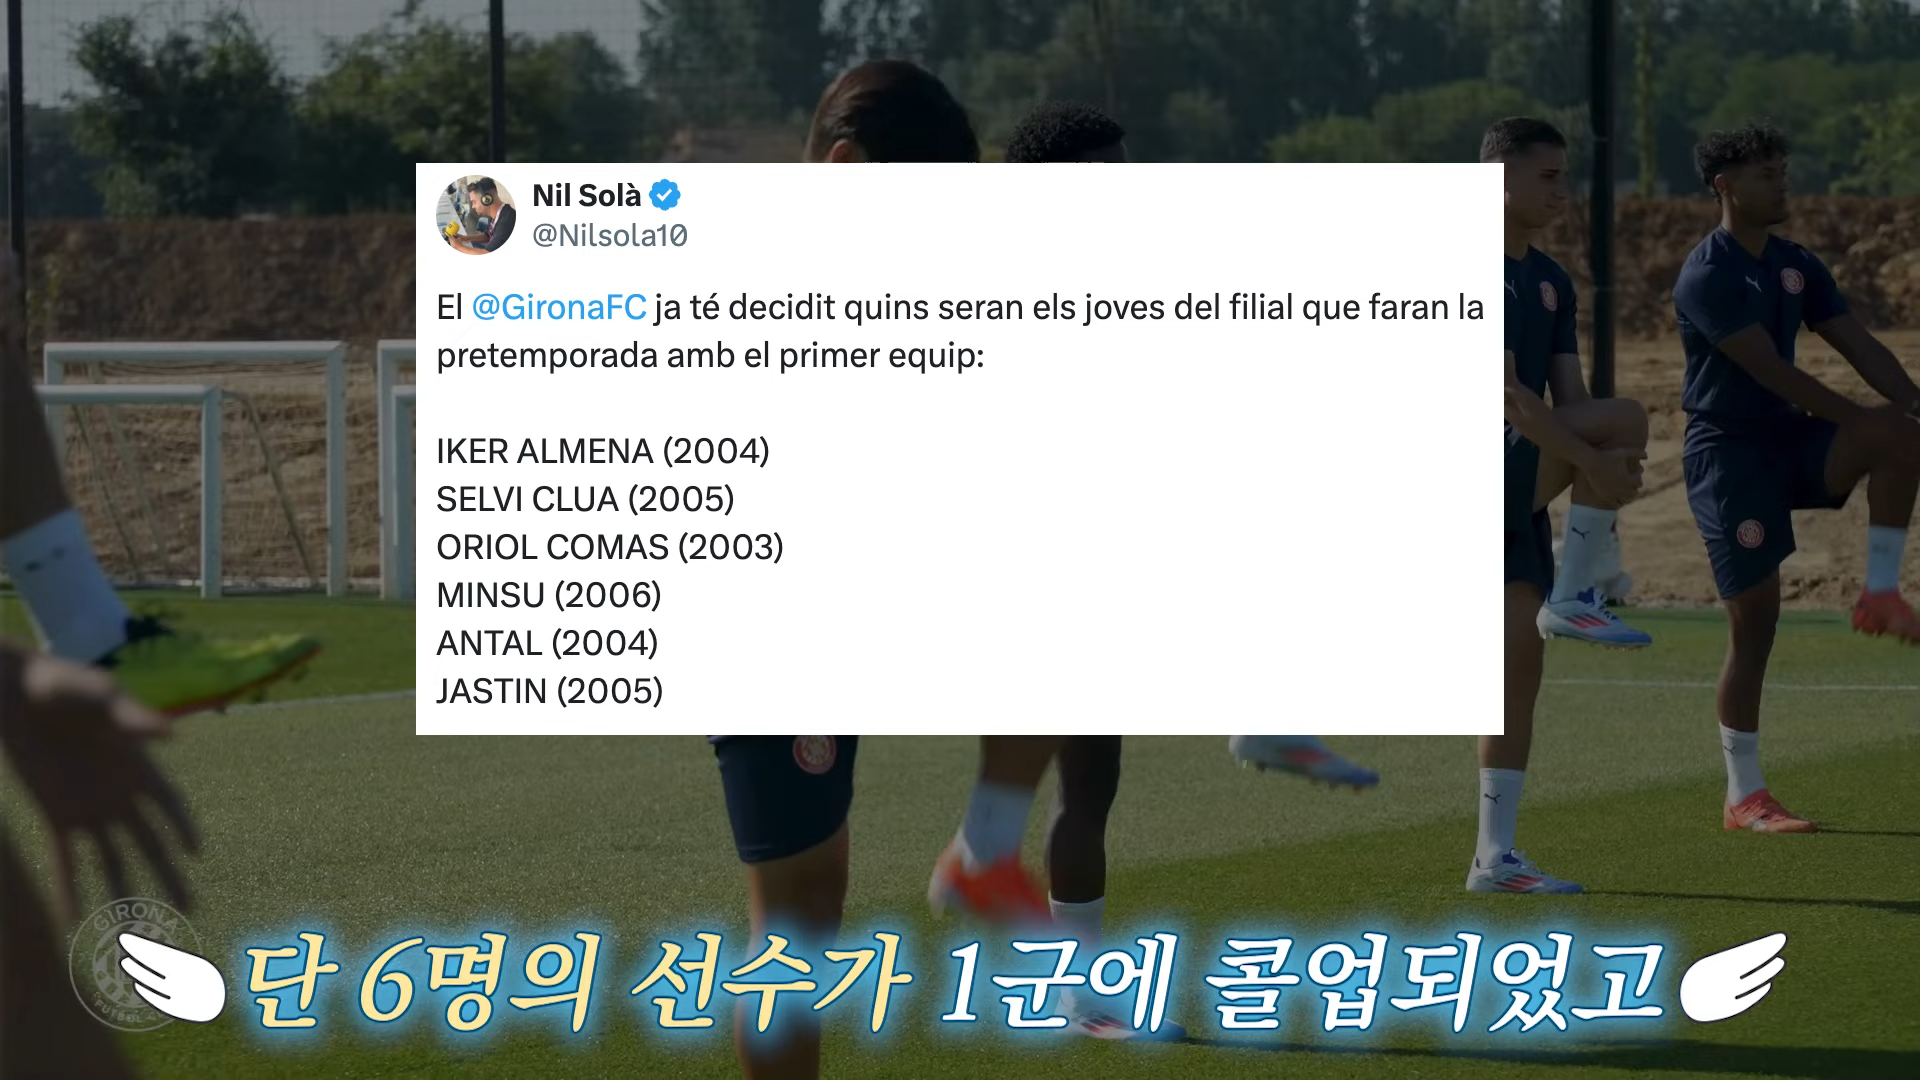 Nil Solà
@Nilsola10
El @GironaFC ja té decidit quins seran els joves del filial que faran la
pretemporada amb el primer equip:
IKER ALMENA (2004)
SELVI CLUA (2005)
ORIOL COMAS (2003)
MINSU (2006)
ANTAL (2004)
JASTIN (2005)
GIRONA
단 6명의 선수가 1군에 콜업되었고